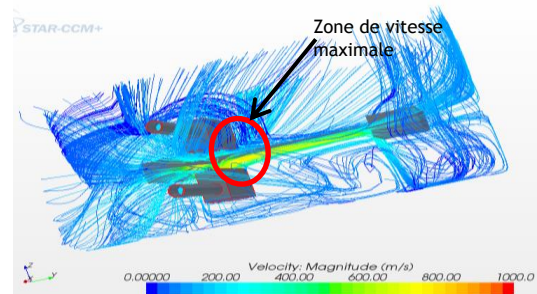 STAR-CCM+
Zone de vitesse
maximale
Z
Y
Velocity: Magnitude (m/s)
0.00000 200.00 400.00 600.00 800.00 1000.0